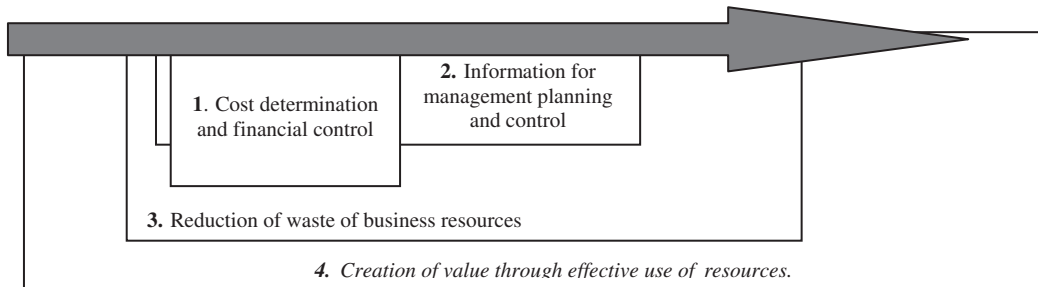 1. Cost determination
and financial control
2. Information for
management planning
and control
3. Reduction of waste of business resources
4. Creation of value through effective use of resources.